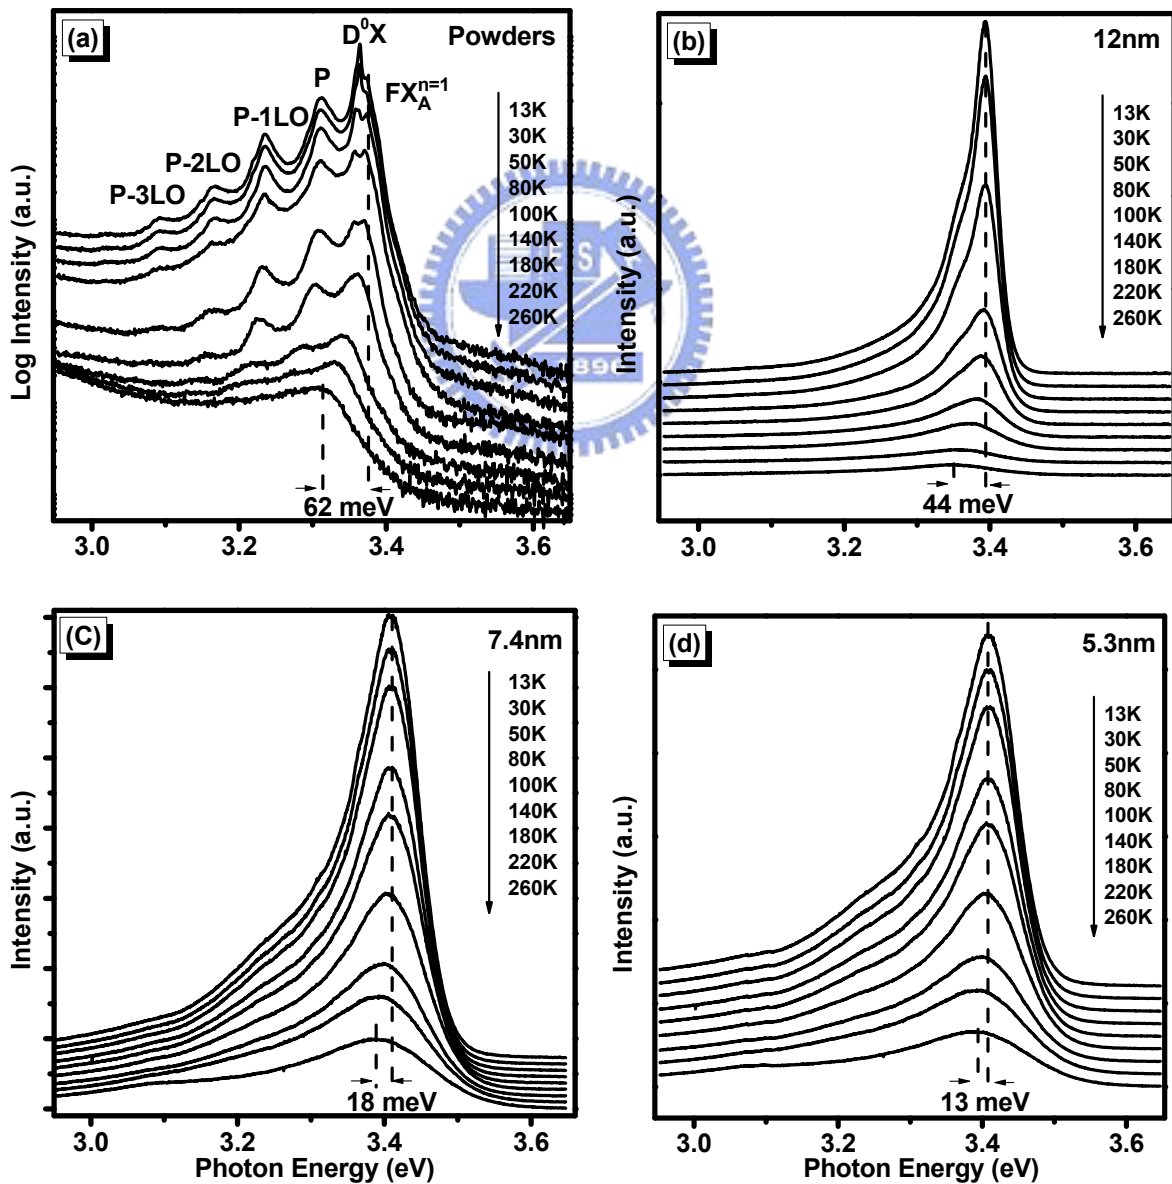 (a)
D⁰X
Powders
P
FX_A^{n=1}
P-1LO
P-2LO
P-3LO
13K
30K
50K
80K
100K
140K
180K
220K
260K
62 meV
Log Intensity (a.u.)
3.0
3.2
3.4
3.6
(b)
12nm
13K
30K
50K
80K
100K
140K
180K
220K
260K
44 meV
Intensity (a.u.)
3.0
3.2
3.4
3.6
1896
(C)
7.4nm
13K
30K
50K
80K
100K
140K
180K
220K
260K
18 meV
Intensity (a.u.)
3.0
3.2
3.4
3.6
Photon Energy (eV)
(d)
5.3nm
13K
30K
50K
80K
100K
140K
180K
220K
260K
13 meV
Intensity (a.u.)
3.0
3.2
3.4
3.6
Photon Energy (eV)